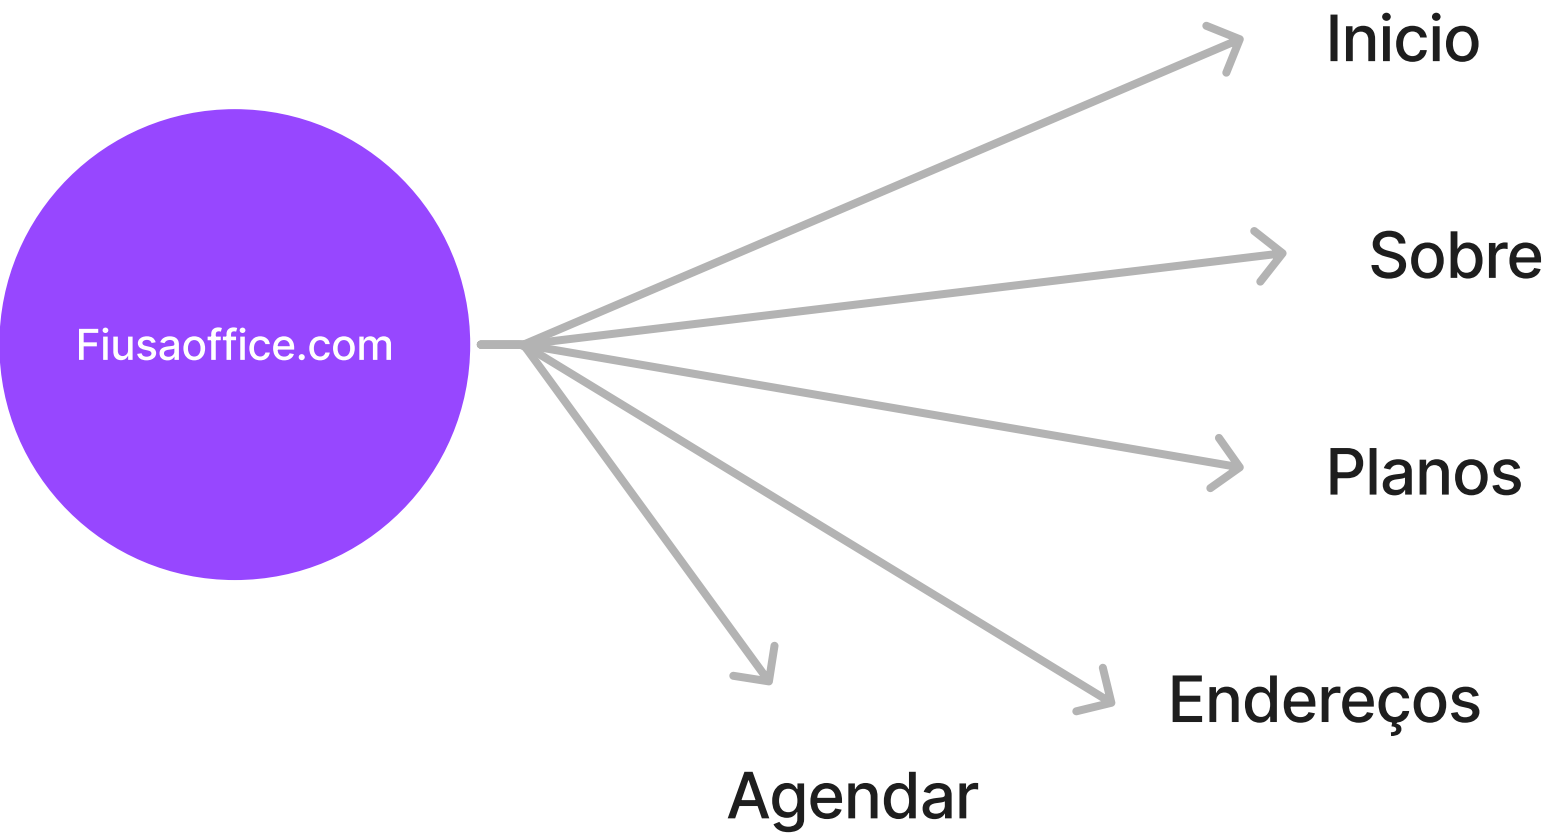 Inicio
Sobre
Fiusaoffice.com
Planos
Endereços
Agendar